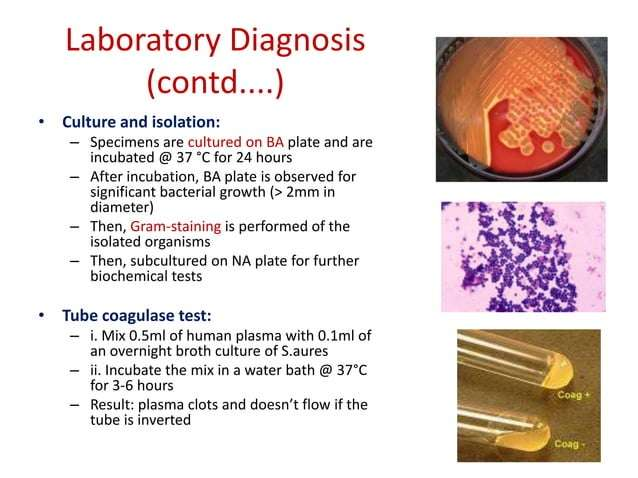 Laboratory Diagnosis
(contd....)
• Culture and isolation:
– Specimens are cultured on BA plate and are
incubated @ 37 °C for 24 hours
– After incubation, BA plate is observed for
significant bacterial growth (> 2mm in
diameter)
– Then, Gram-staining is performed of the
isolated organisms
– Then, subcultured on NA plate for further
biochemical tests
• Tube coagulase test:
– i. Mix 0.5ml of human plasma with 0.1ml of
an overnight broth culture of S.aures
– ii. Incubate the mix in a water bath @ 37°C
for 3-6 hours
– Result: plasma clots and doesn’t flow if the
tube is inverted
Coag +
Coag -